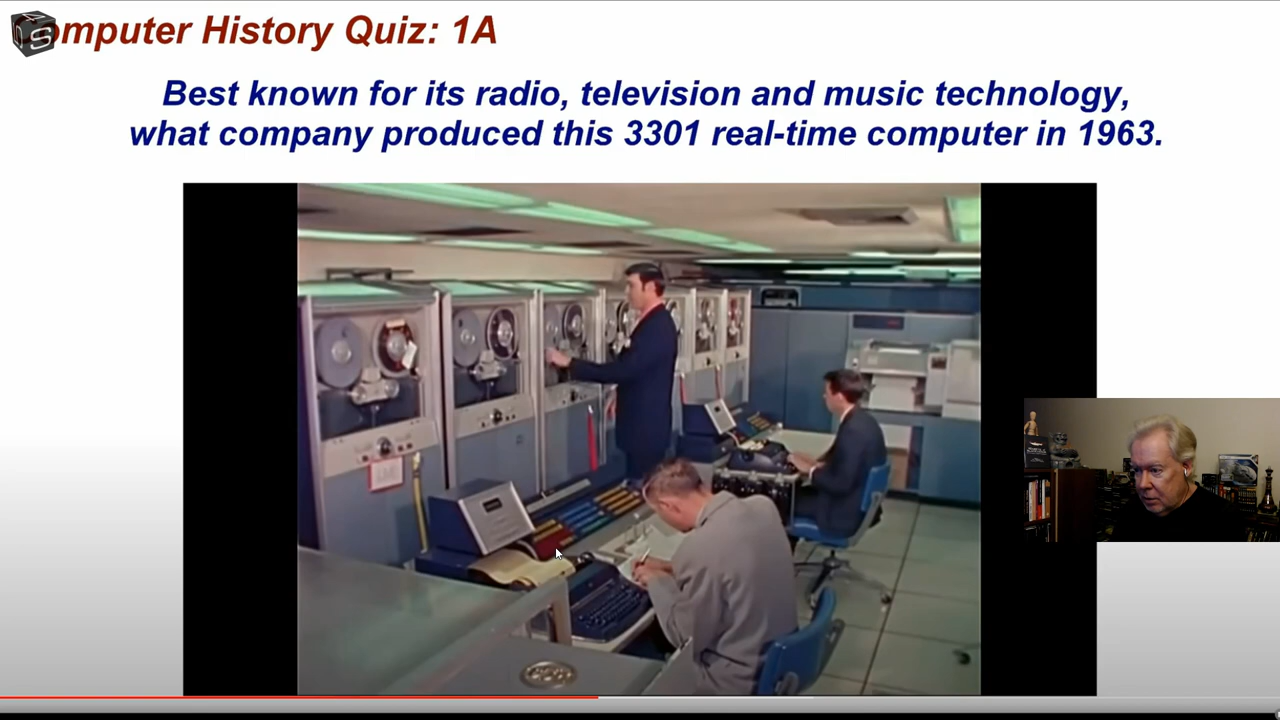 Computer History Quiz: 1A
Best known for its radio, television and music technology,
what company produced this 3301 real-time computer in 1963.